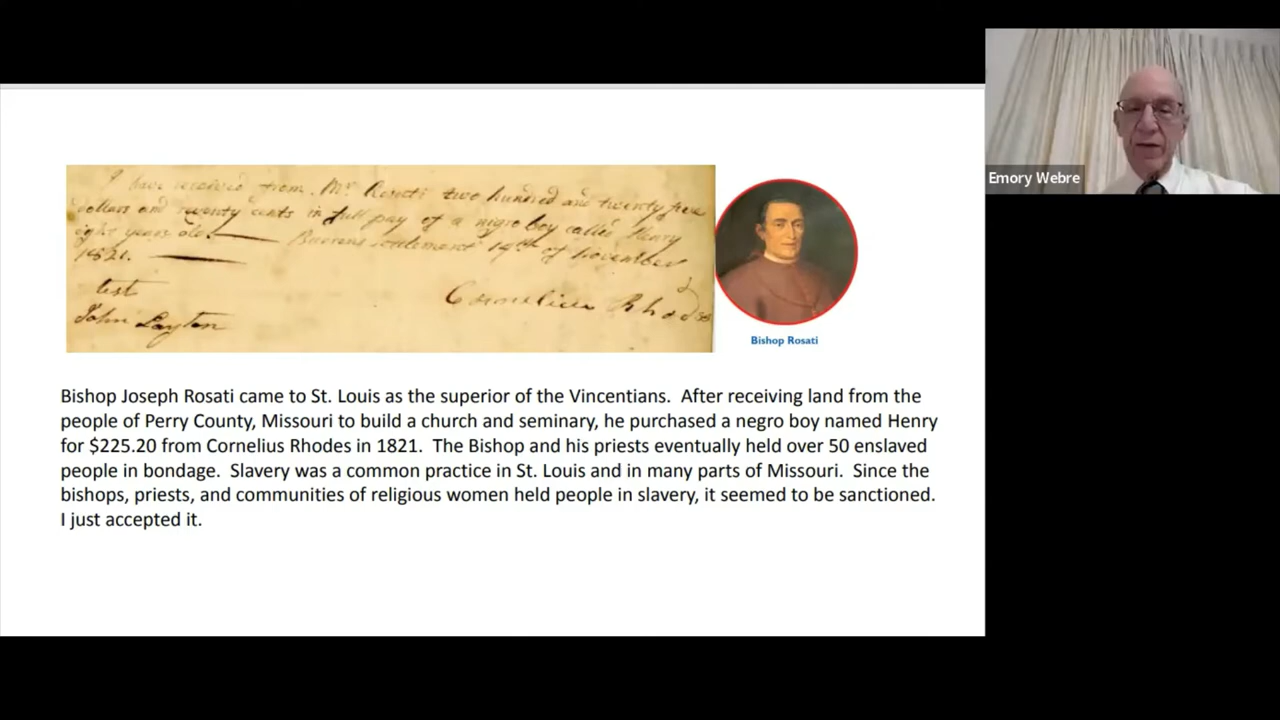 I have received from Mr Rosati two hundred and twenty five
dollars and twenty cents in full pay of a negro boy called Henry
eight years old Barrens Settlement 19th of November
1821.
test
John Layton
Cornelius Rhodes
Bishop Rosati
Emory Webre
Bishop Joseph Rosati came to St. Louis as the superior of the Vincentians. After receiving land from the
people of Perry County, Missouri to build a church and seminary, he purchased a negro boy named Henry
for $225.20 from Cornelius Rhodes in 1821. The Bishop and his priests eventually held over 50 enslaved
people in bondage. Slavery was a common practice in St. Louis and in many parts of Missouri. Since the
bishops, priests, and communities of religious women held people in slavery, it seemed to be sanctioned.
I just accepted it.